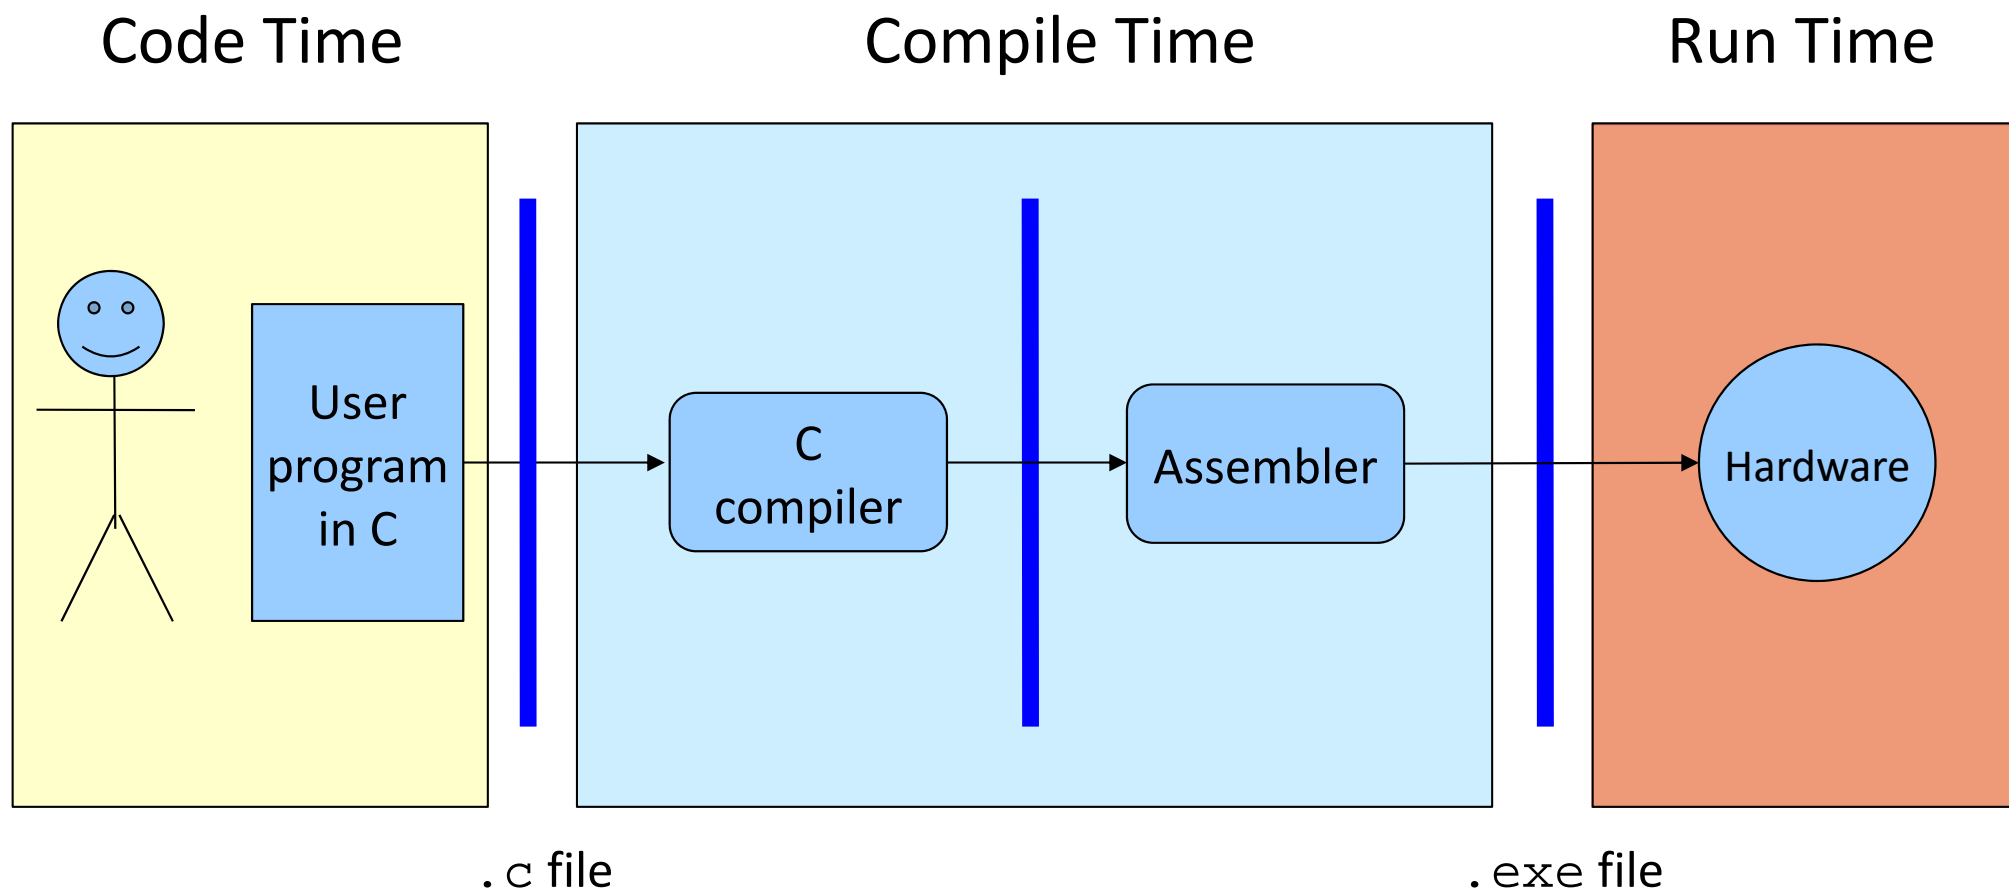 Code Time
Compile Time
Run Time
User
program
in C
C
compiler
Assembler
Hardware
.c file
.exe file